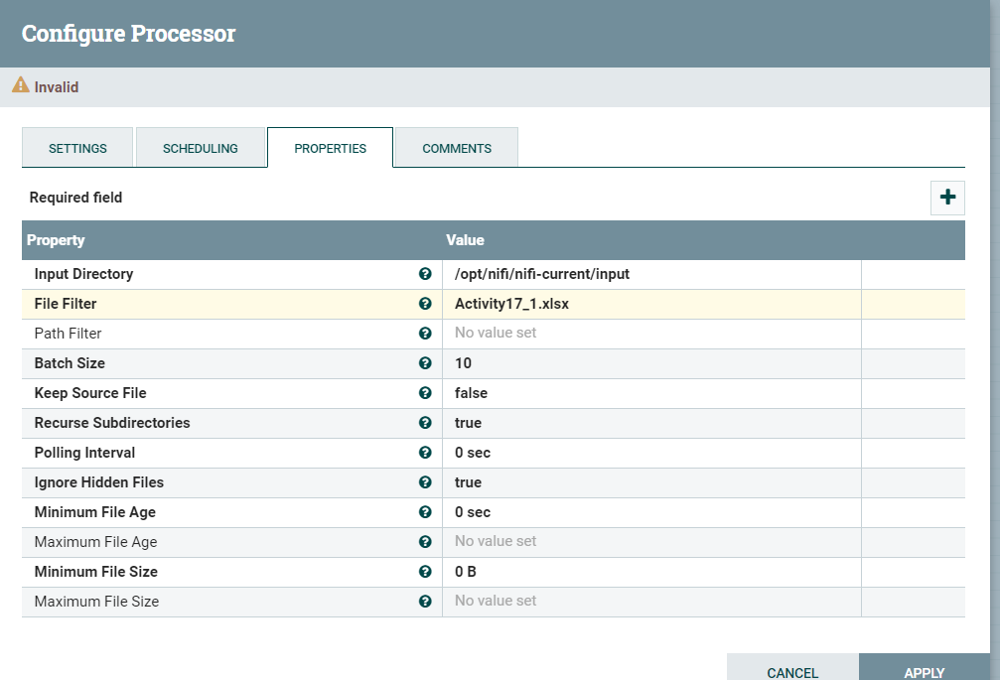 Configure Processor
Invalid
SETTINGS SCHEDULING PROPERTIES COMMENTS
Required field
Property Value
Input Directory /opt/nifi/nifi-current/input
File Filter Activity17_1.xlsx
Path Filter No value set
Batch Size 10
Keep Source File false
Recurse Subdirectories true
Polling Interval 0 sec
Ignore Hidden Files true
Minimum File Age 0 sec
Maximum File Age No value set
Minimum File Size 0 B
Maximum File Size No value set
CANCEL APPLY